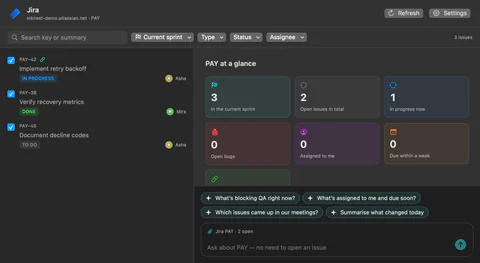 Jira
inknest-demo.atlassian.net · PAY
Refresh
Settings
Search key or summary
Current sprint
Type
Status
Assignee
3 issues
PAY-42
Implement retry backoff
IN PROGRESS
Asha
PAY-38
Verify recovery metrics
DONE
Mira
PAY-46
Document decline codes
TO DO
Asha
PAY at a glance
3
In the current sprint
2
Open issues in total
1
In progress now
0
Open bugs
0
Assigned to me
0
Due within a week
What's blocking QA right now?
What's assigned to me and due soon?
Which issues came up in our meetings?
Summarise what changed today
Jira PAY · 2 open
Ask about PAY — no need to open an issue